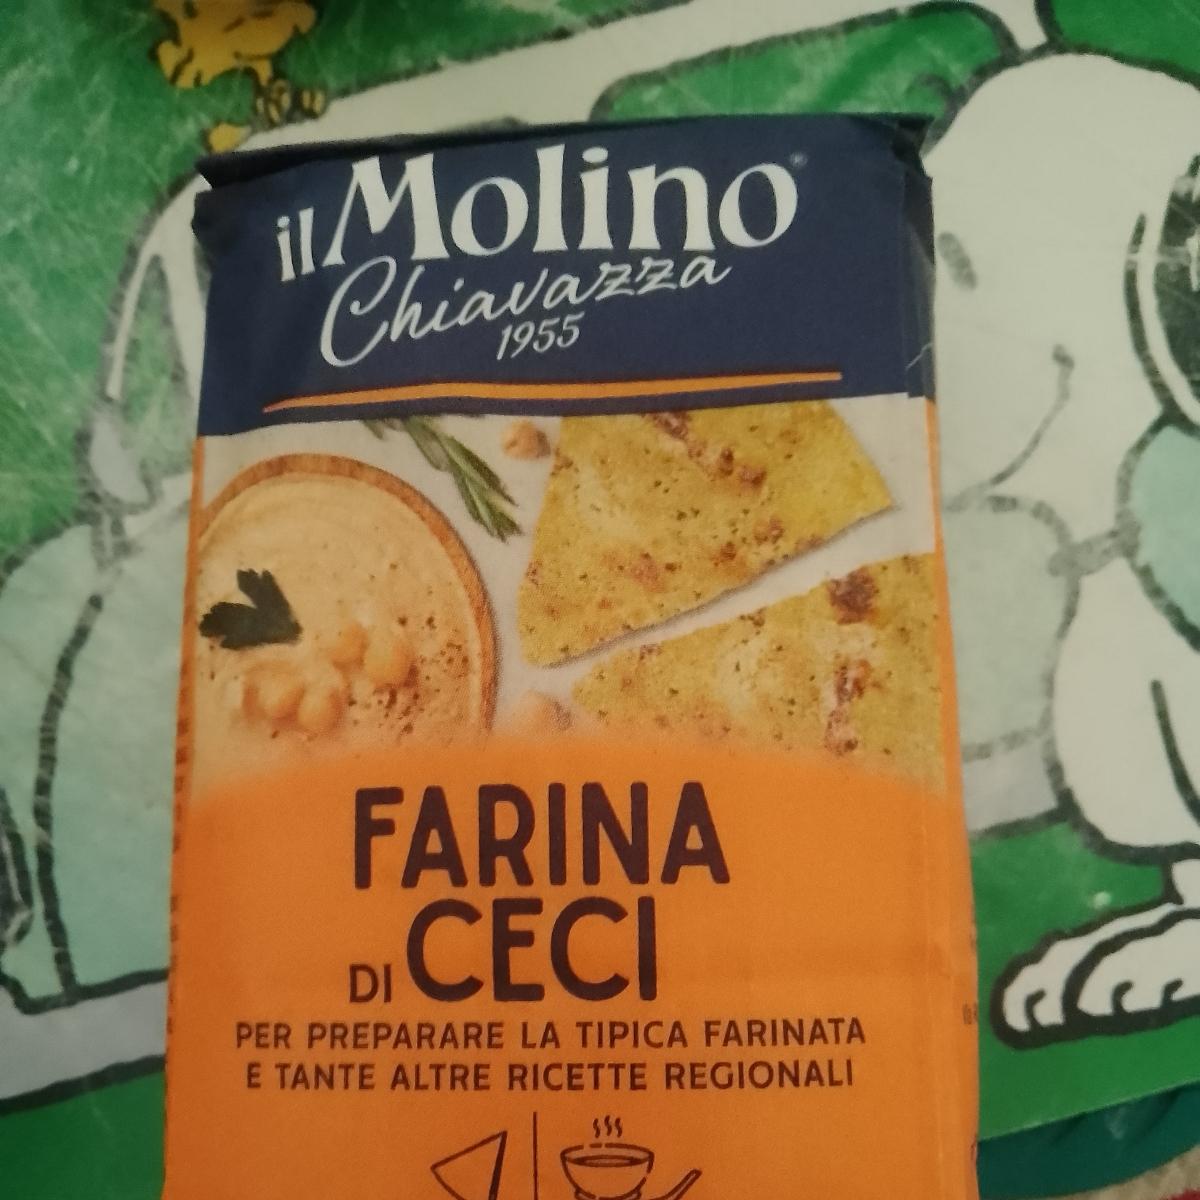 il Molino®
Chiavazza
1955
FARINA
DI CECI
PER PREPARARE LA TIPICA FARINATA
E TANTE ALTRE RICETTE REGIONALI